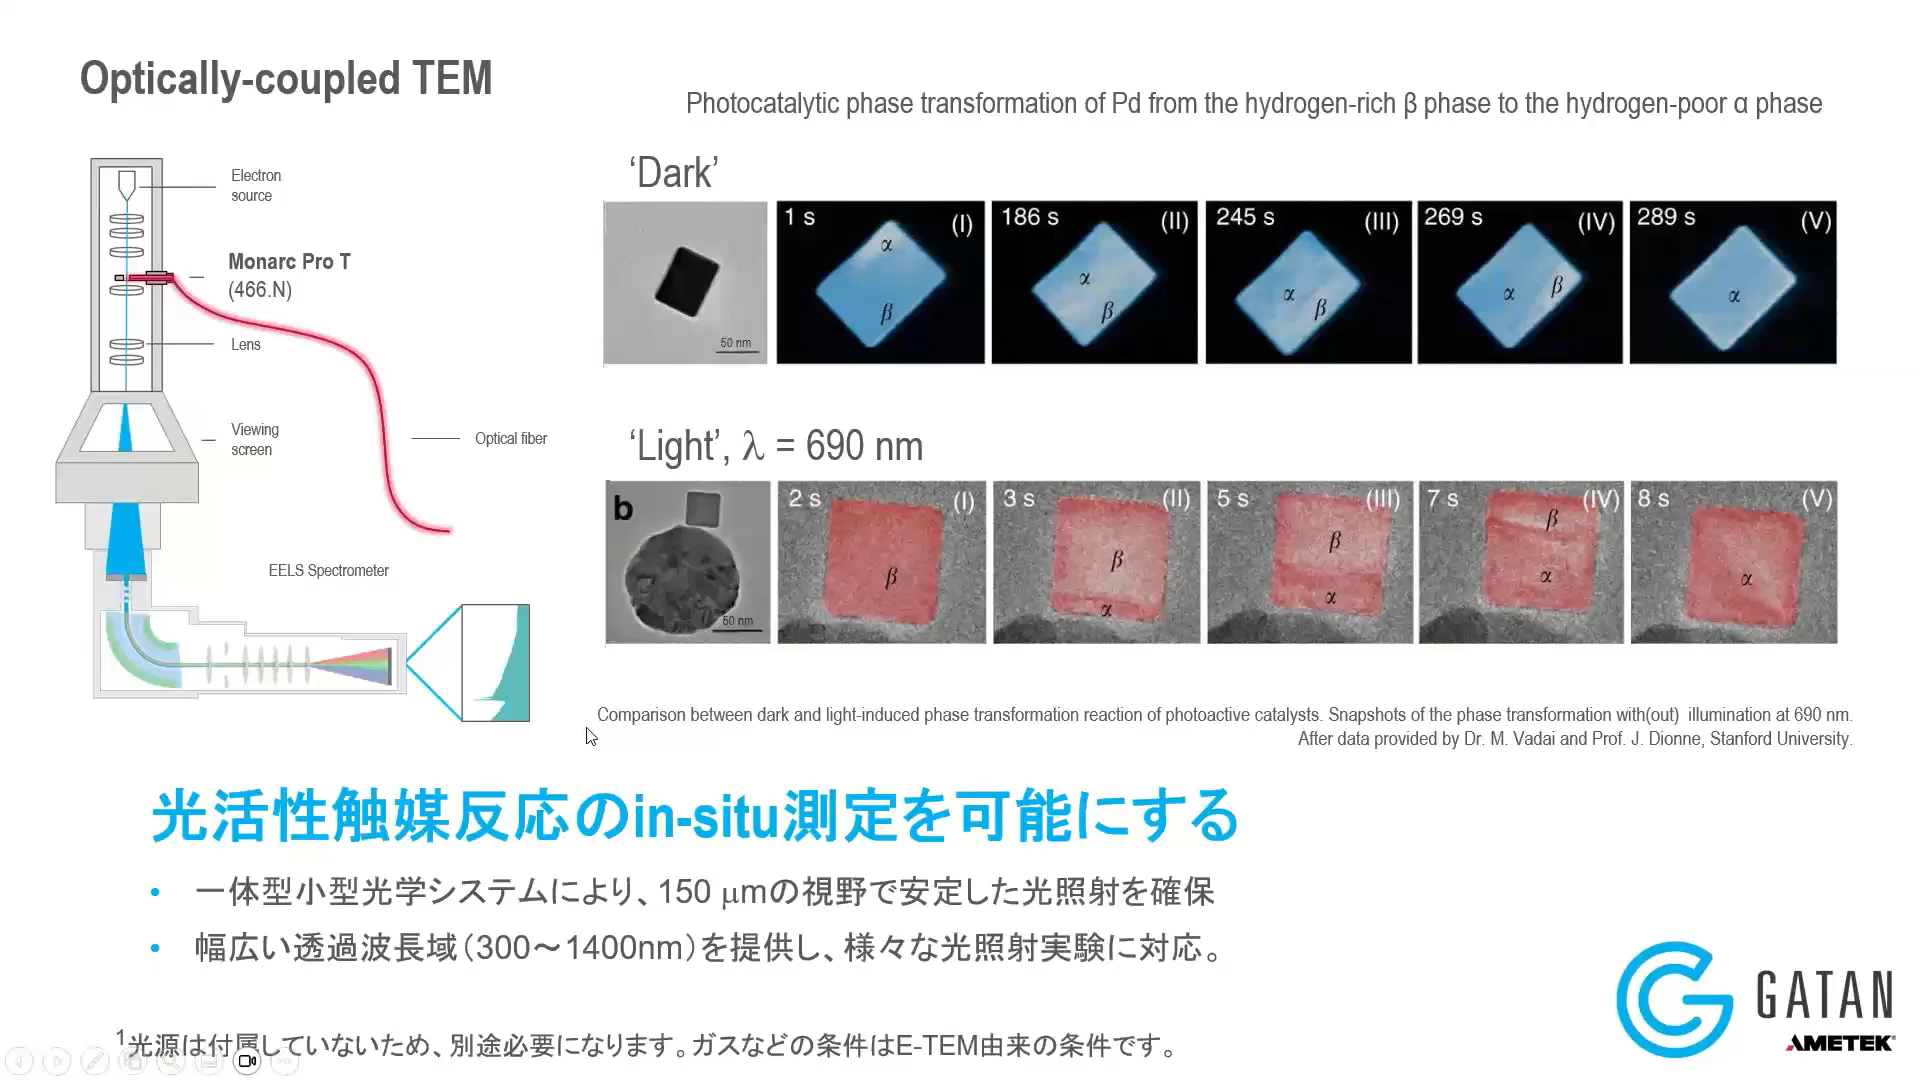 Optically-coupled TEM
Photocatalytic phase transformation of Pd from the hydrogen-rich β phase to the hydrogen-poor α phase
Electron
source
Monarc Pro T
(466.N)
Lens
Viewing
screen
Optical fiber
EELS Spectrometer
‘Dark’
50 nm
1 s (I)
α
β
186 s (II)
α
β
245 s (III)
α
β
269 s (IV)
α
β
289 s (V)
α
‘Light’, λ = 690 nm
b
50 nm
2 s (I)
β
3 s (II)
β
α
5 s (III)
β
α
7 s (IV)
β
α
8 s (V)
α
Comparison between dark and light-induced phase transformation reaction of photoactive catalysts. Snapshots of the phase transformation with(out) illumination at 690 nm.
After data provided by Dr. M. Vadai and Prof. J. Dionne, Stanford University.
光活性触媒反応のin-situ測定を可能にする
• 一体型小型光学システムにより、150 μmの視野で安定した光照射を確保
• 幅広い透過波長域（300～1400nm）を提供し、様々な光照射実験に対応。
1光源は付属していないため、別途必要になります。ガスなどの条件はE-TEM由来の条件です。
GATAN
AMETEK®